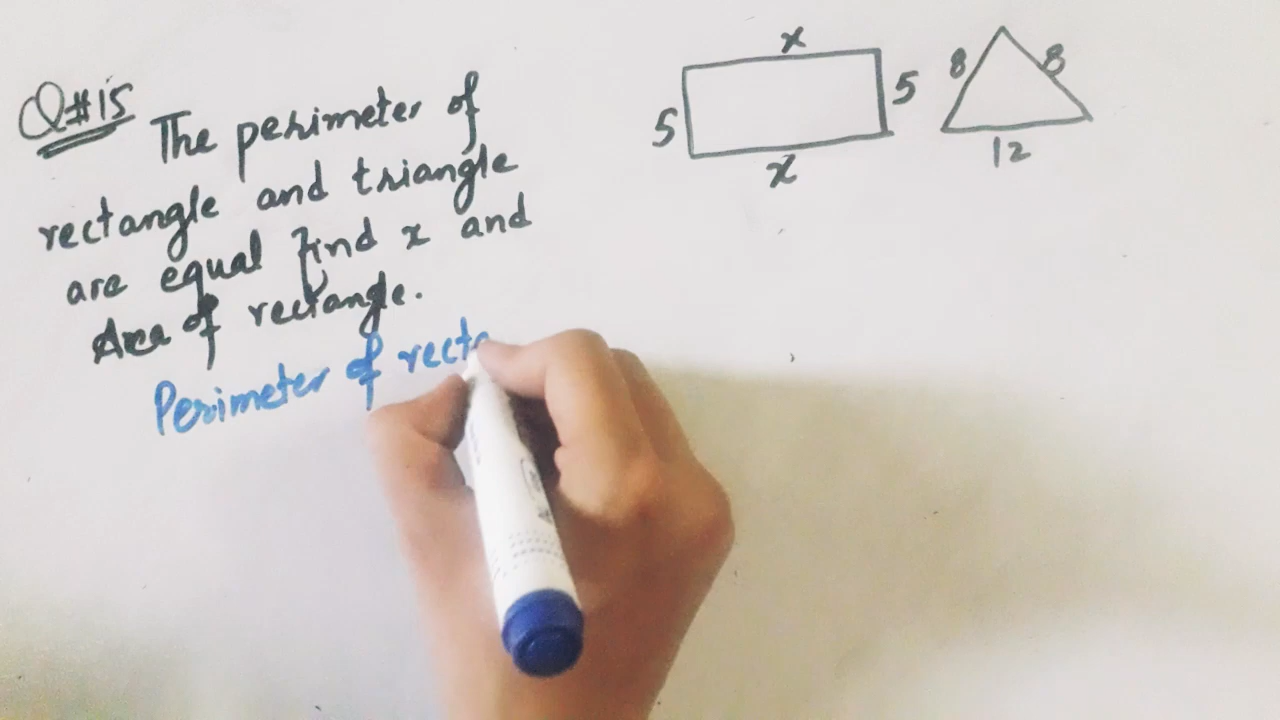 Q#15
The perimeter of
rectangle and triangle
are equal Find x and
Area of rectangle.
Perimeter of recta
x
5
5
x
8
8
12